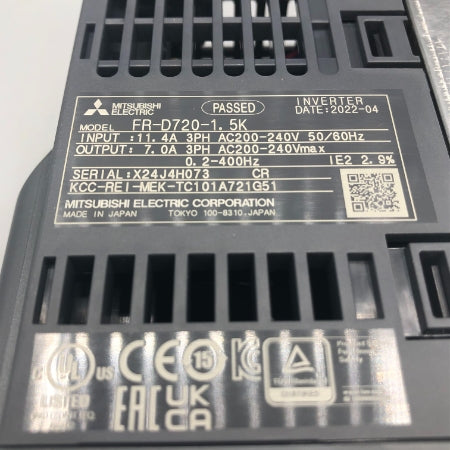 MITSUBISHI
ELECTRIC
PASSED
INVERTER
DATE:2022-04
MODEL FR-D720-1.5K
INPUT :11.4A 3PH AC200-240V 50/60Hz
OUTPUT: 7.0A 3PH AC200-240Vmax
0.2-400Hz IE2 2.9%
SERIAL:X24J4H073 CR
KCC-REI-MEK-TC101A721G51
MITSUBISHI ELECTRIC CORPORATION
MADE IN JAPAN TOKYO 100-8310, JAPAN
C UL US
LISTED
CE
15
EAC
UK
CA